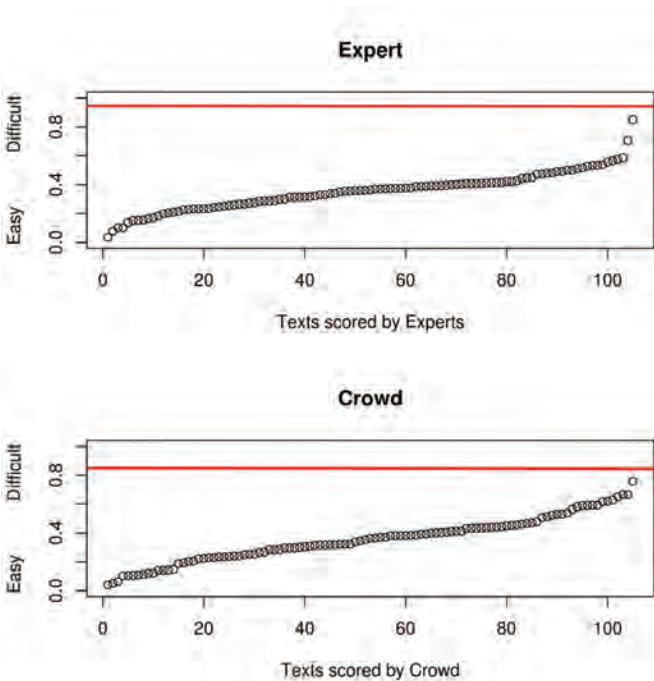 Expert
Difficult
Easy
0.8
0.4
0.0
0 20 40 60 80 100
Texts scored by Experts
Crowd
Difficult
Easy
0.8
0.4
0.0
0 20 40 60 80 100
Texts scored by Crowd